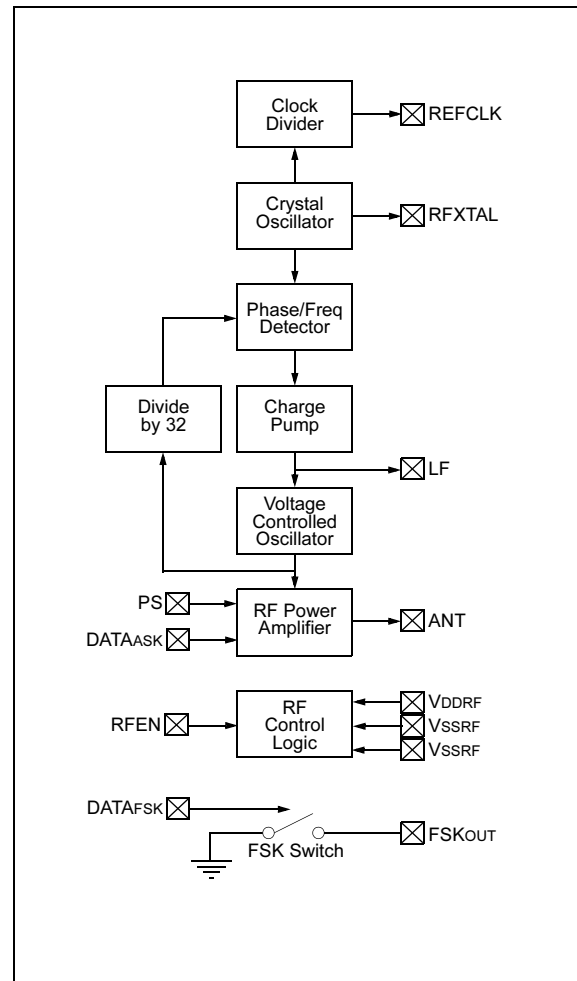 Clock
Divider
REFCLK
Crystal
Oscillator
RFXTAL
Phase/Freq
Detector
Divide
by 32
Charge
Pump
LF
Voltage
Controlled
Oscillator
PS
RF Power
Amplifier
ANT
DATAASK
RFEN
RF
Control
Logic
VDDRF
VSSRF
VSSRF
DATAFSK
FSKOUT
FSK Switch